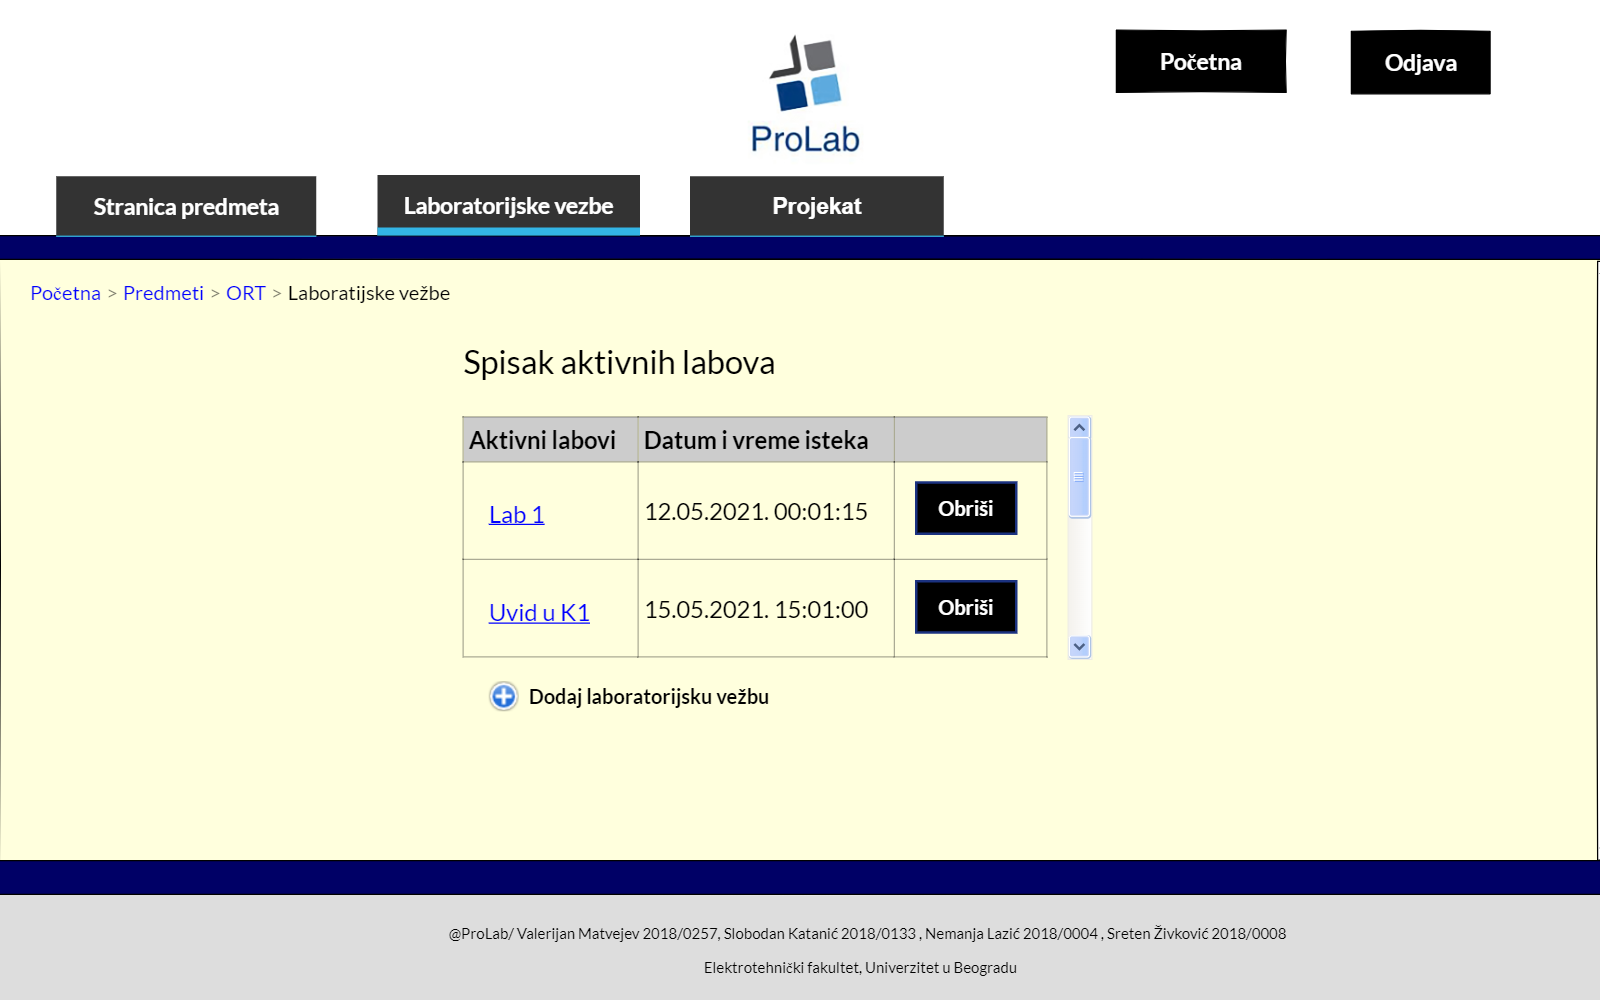 ProLab
Početna
Odjava
Stranica predmeta
Laboratorijske vezbe
Projekat
Početna > Predmeti > ORT > Laboratijske vežbe
Spisak aktivnih labova
Aktivni labovi Datum i vreme isteka
Lab 1 12.05.2021. 00:01:15 Obriši
Uvid u K1 15.05.2021. 15:01:00 Obriši
Dodaj laboratorijsku vežbu
@ProLab/ Valerijan Matvejev 2018/0257, Slobodan Katanić 2018/0133 , Nemanja Lazić 2018/0004 , Sreten Živković 2018/0008
Elektrotehnički fakultet, Univerzitet u Beogradu